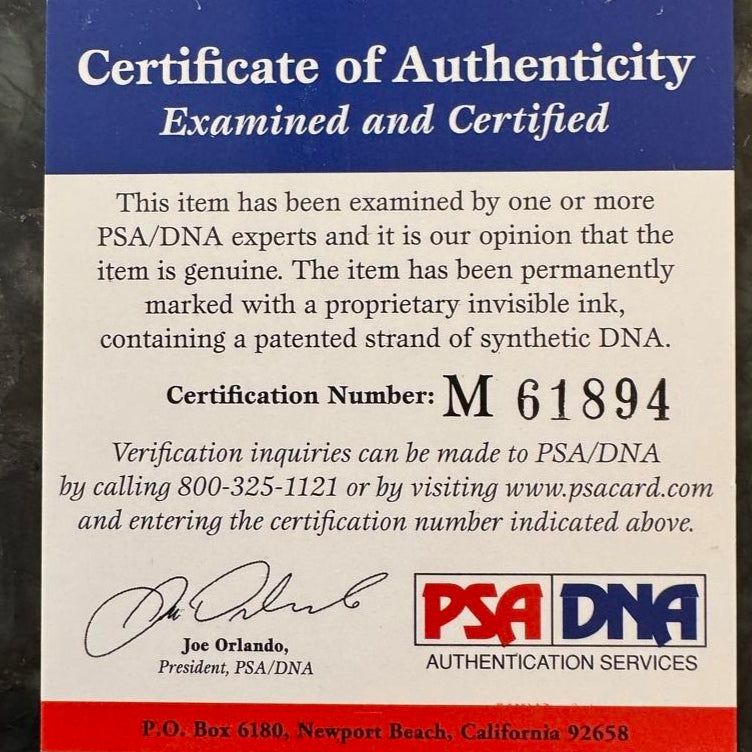 Certificate of Authenticity
Examined and Certified
This item has been examined by one or more
PSA/DNA experts and it is our opinion that the
item is genuine. The item has been permanently
marked with a proprietary invisible ink,
containing a patented strand of synthetic DNA.
Certification Number: M 61894
Verification inquiries can be made to PSA/DNA
by calling 800-325-1121 or by visiting www.psacard.com
and entering the certification number indicated above.
Joe Orlando,
President, PSA/DNA
PSA DNA
AUTHENTICATION SERVICES
P.O. Box 6180, Newport Beach, California 92658